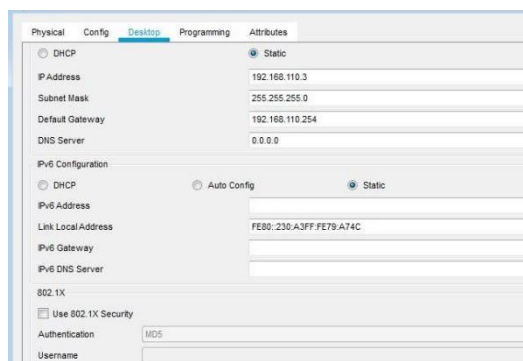 Physical Config Desktop Programming Attributes
DHCP Static
IP Address 192.168.110.3
Subnet Mask 255.255.255.0
Default Gateway 192.168.110.254
DNS Server 0.0.0.0
IPv6 Configuration
DHCP Auto Config Static
IPv6 Address
Link Local Address FE80::230:A3FF:FE79:A74C
IPv6 Gateway
IPv6 DNS Server
802.1X
Use 802.1X Security
Authentication MD5
Username